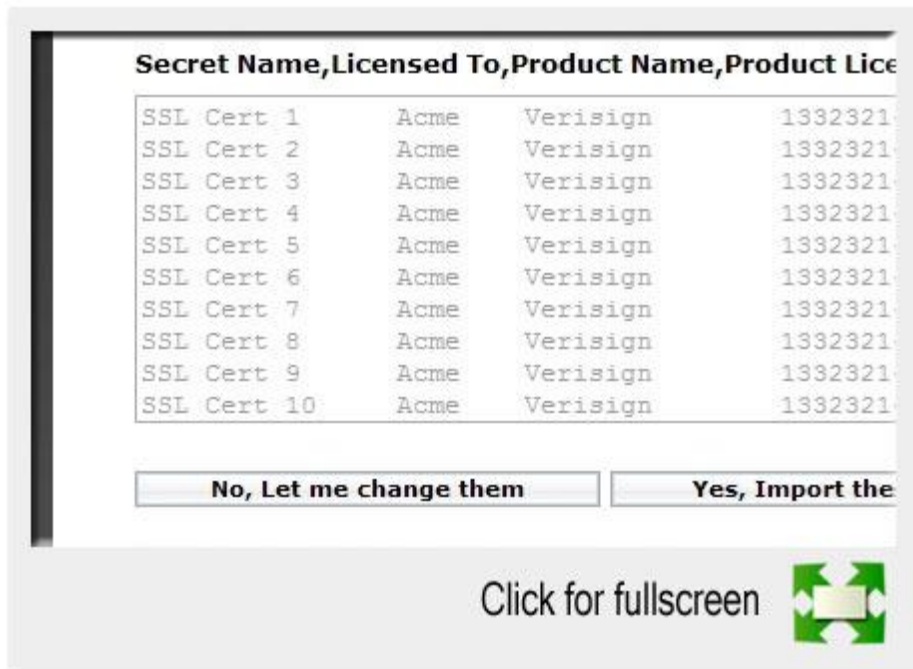 Secret Name,Licensed To,Product Name,Product Lice
SSL Cert 1 Acme Verisign 1332321
SSL Cert 2 Acme Verisign 1332321
SSL Cert 3 Acme Verisign 1332321
SSL Cert 4 Acme Verisign 1332321
SSL Cert 5 Acme Verisign 1332321
SSL Cert 6 Acme Verisign 1332321
SSL Cert 7 Acme Verisign 1332321
SSL Cert 8 Acme Verisign 1332321
SSL Cert 9 Acme Verisign 1332321
SSL Cert 10 Acme Verisign 1332321
No, Let me change them Yes, Import the
Click for fullscreen